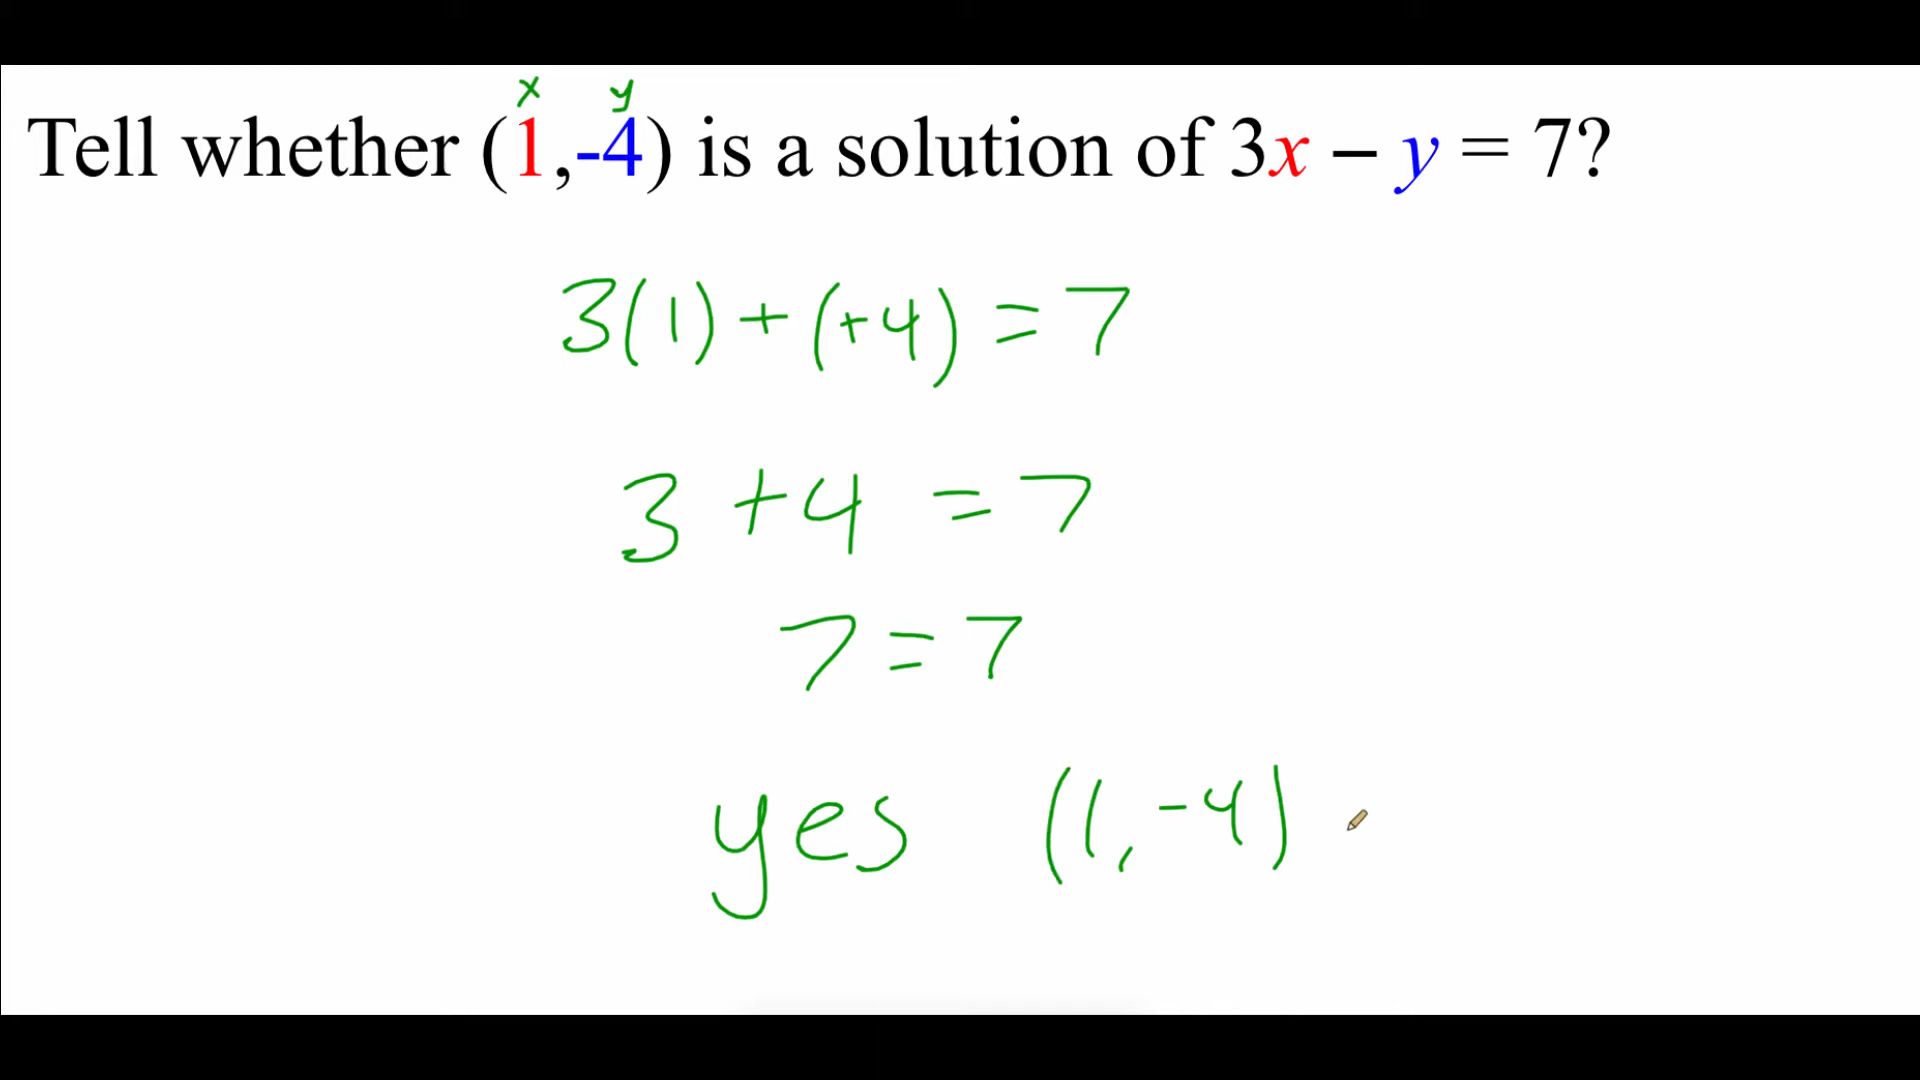 x y
Tell whether (1,-4) is a solution of 3x – y = 7?
3(1) + (+4) = 7
3 +4 = 7
7 = 7
yes (1, -4)